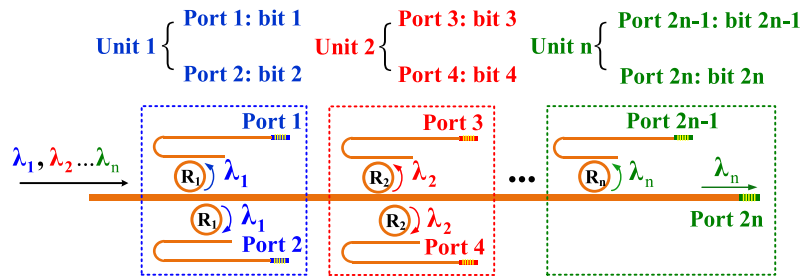 Unit 1 { Port 1: bit 1
Port 2: bit 2
Unit 2 { Port 3: bit 3
Port 4: bit 4
Unit n { Port 2n-1: bit 2n-1
Port 2n: bit 2n
λ₁, λ₂ ...λₙ
Port 1
R₁ λ₁
R₁ λ₁
Port 2
Port 3
R₂ λ₂
R₂ λ₂
Port 4
...
Port 2n-1
Rₙ λₙ
λₙ
Port 2n